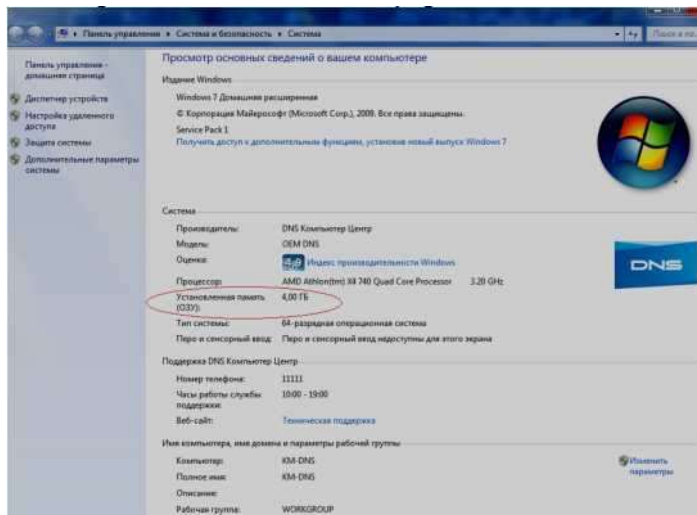 Панель управления ▸ Система и безопасность ▸ Система
Панель управления -
домашняя страница
Диспетчер устройств
Настройка удаленного
доступа
Защита системы
Дополнительные параметры
системы
Просмотр основных сведений о вашем компьютере
Издание Windows
Windows 7 Домашняя расширенная
© Корпорация Майкрософт (Microsoft Corp.), 2009. Все права защищены.
Service Pack 1
Получить доступ к дополнительным функциям, установив новый выпуск Windows 7
Система
Производитель: DNS Компьютер Центр
Модель: OEM DNS
Оценка: 4,9 Индекс производительности Windows
Процессор: AMD Athlon(tm) X4 740 Quad Core Processor 3.20 GHz
Установленная память 4,00 ГБ
(ОЗУ):
Тип системы: 64-разрядная операционная система
Перо и сенсорный ввод: Перо и сенсорный ввод недоступны для этого экрана
DNS
Поддержка DNS Компьютер Центр
Номер телефона: 11111
Часы работы службы 10:00 - 19:00
поддержки:
Веб-сайт: Техническая поддержка
Имя компьютера, имя домена и параметры рабочей группы
Компьютер: KM-DNS
Полное имя: KM-DNS
Описание:
Рабочая группа: WORKGROUP
Изменить
параметры